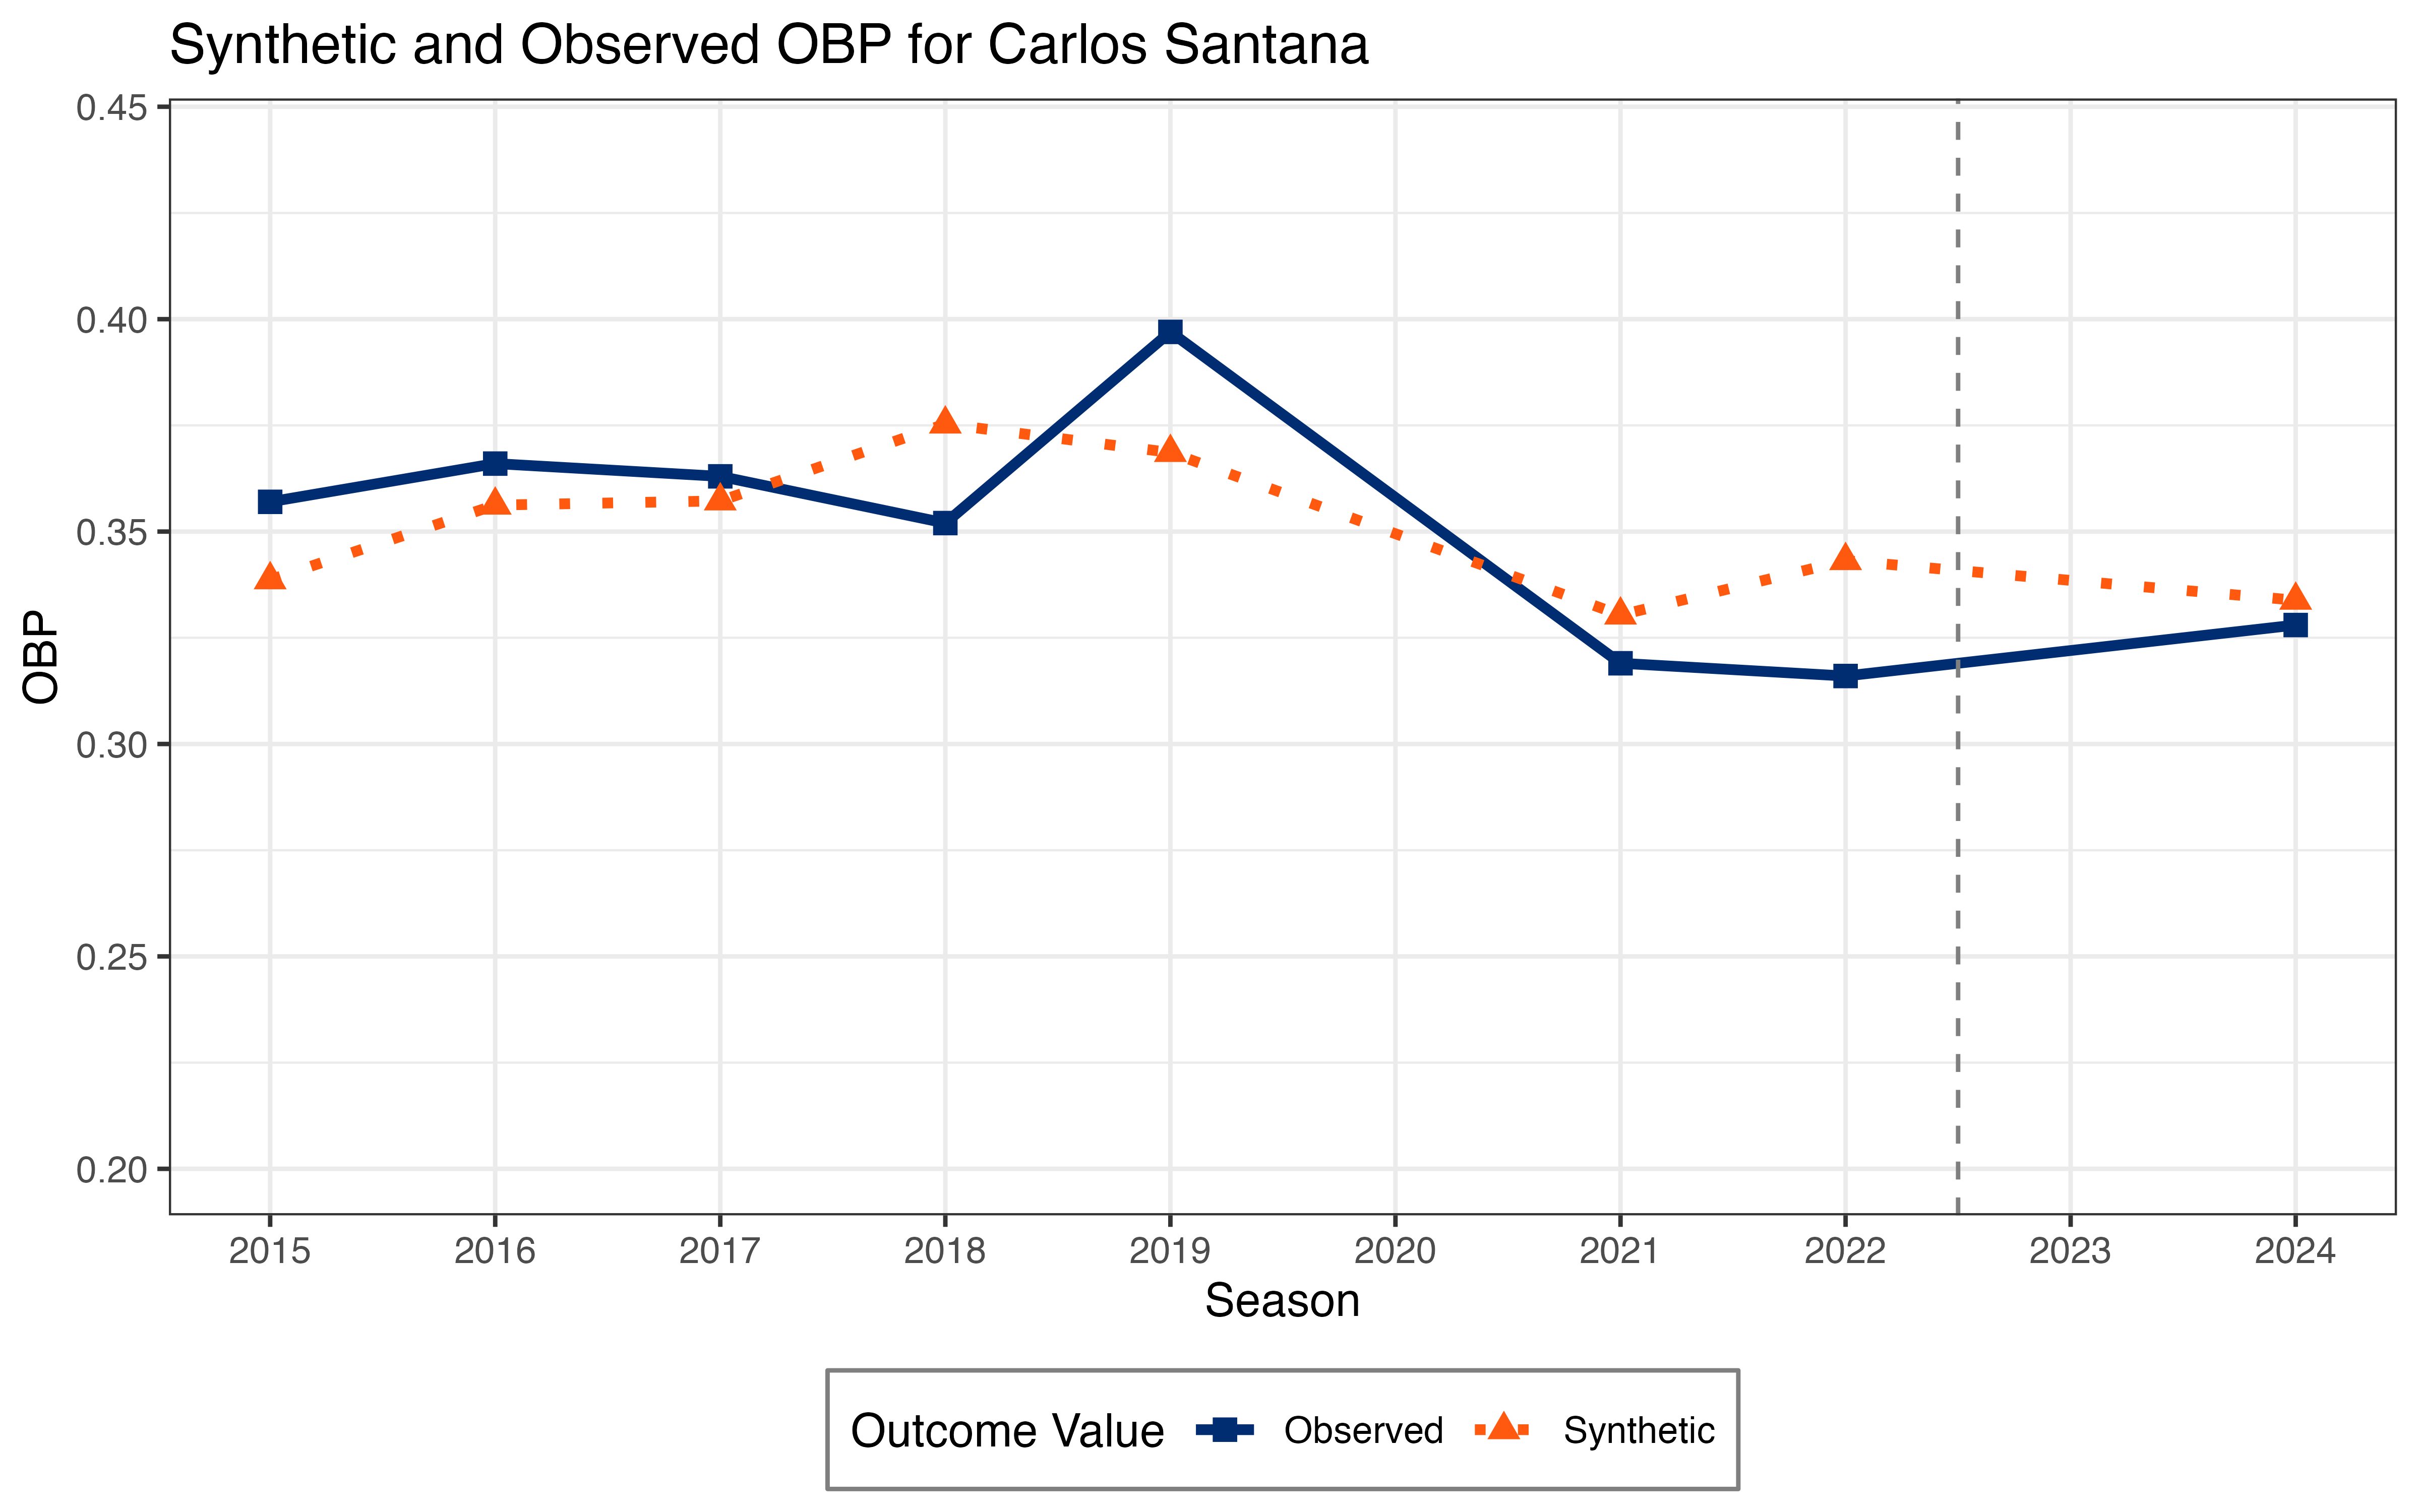 Synthetic and Observed OBP for Carlos Santana
0.45
0.40
0.35
0.30
0.25
0.20
OBP
2015 2016 2017 2018 2019 2020 2021 2022 2023 2024
Season
Outcome Value Observed Synthetic